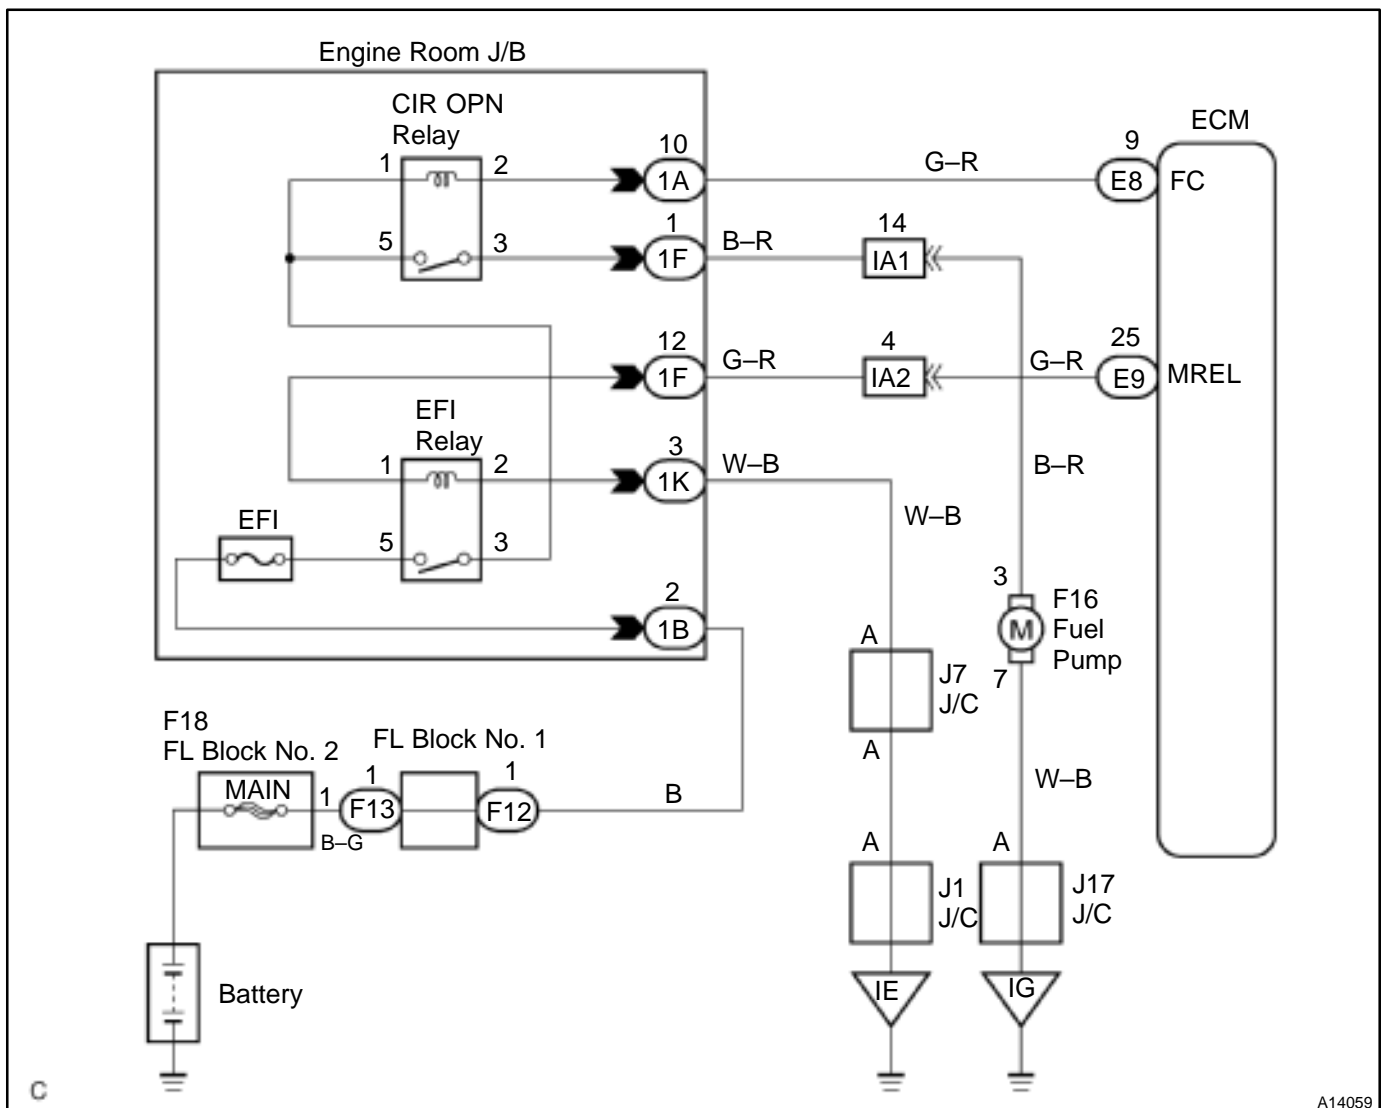 Engine Room J/B
CIR OPN
Relay
ECM
1
2
10
1A
G–R
9
E8
FC
5
3
1
1F
B–R
14
IA1
12
1F
G–R
4
IA2
G–R
25
E9
MREL
EFI
Relay
1
2
3
1K
W–B
B–R
W–B
EFI
5
3
2
1B
3
M
F16
Fuel
Pump
7
A
J7
J/C
A
F18
FL Block No. 2
FL Block No. 1
MAIN
1
1
F13
1
F12
B
B–G
W–B
A
J1
J/C
A
J17
J/C
IE
IG
Battery
C
A14059